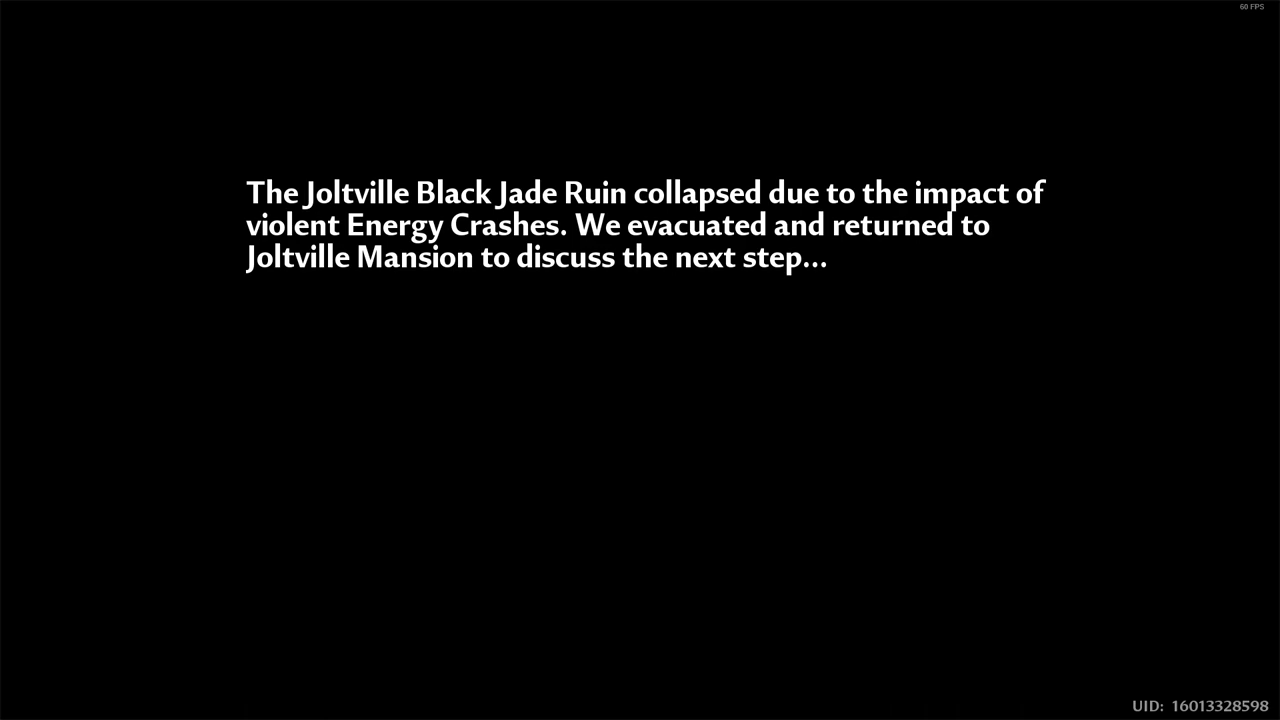 60 FPS
The Joltville Black Jade Ruin collapsed due to the impact of
violent Energy Crashes. We evacuated and returned to
Joltville Mansion to discuss the next step...
UID: 16013328598